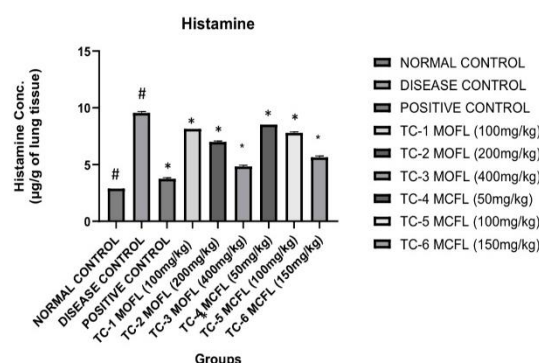 Histamine
Histamine Conc.
(μg/g of lung tissue)
15
10
5
0
#
#
*
*
*
*
*
*
*
NORMAL CONTROL
DISEASE CONTROL
POSITIVE CONTROL
TC-1 MOFL (100mg/kg)
TC-2 MOFL (200mg/kg)
TC-3 MOFL (400mg/kg)
TC-4 MCFL (50mg/kg)
TC-5 MCFL (100mg/kg)
TC-6 MCFL (150mg/kg)
Groups
NORMAL CONTROL
DISEASE CONTROL
POSITIVE CONTROL
TC-1 MOFL (100mg/kg)
TC-2 MOFL (200mg/kg)
TC-3 MOFL (400mg/kg)
TC-4 MCFL (50mg/kg)
TC-5 MCFL (100mg/kg)
TC-6 MCFL (150mg/kg)